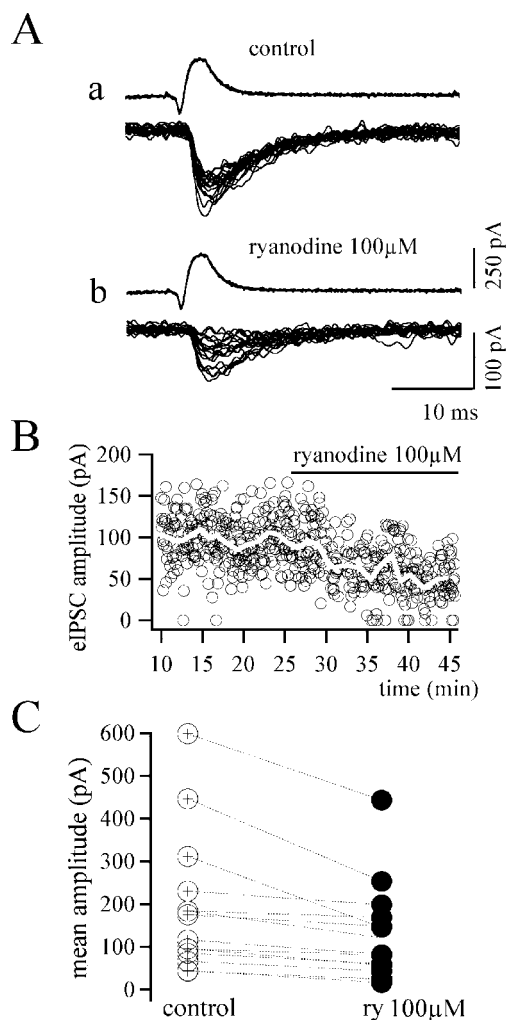 A
control
a
ryanodine 100µM
250 pA
b
100 pA
10 ms
B
ryanodine 100µM
eIPSC amplitude (pA)
200
150
100
50
0
10 15 20 25 30 35 40 45
time (min)
C
mean amplitude (pA)
600
500
400
300
200
100
0
control
ry 100µM